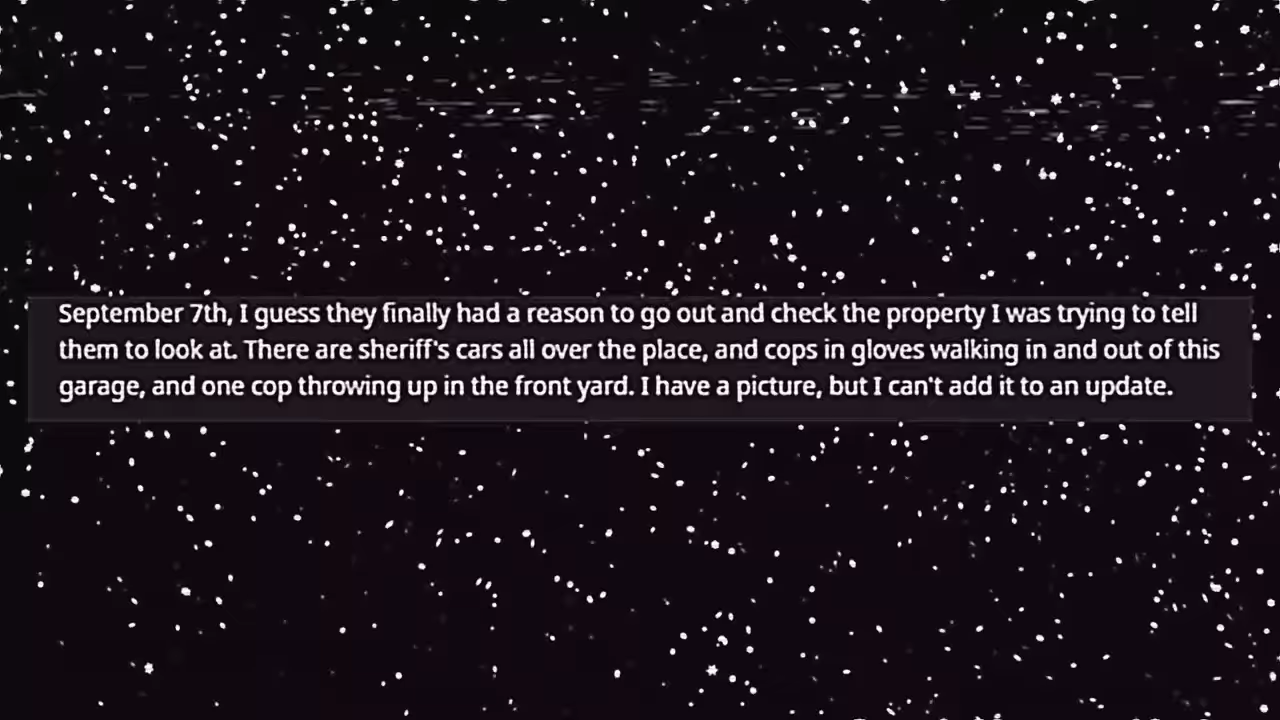 September 7th, I guess they finally had a reason to go out and check the property I was trying to tell
them to look at. There are sheriff's cars all over the place, and cops in gloves walking in and out of this
garage, and one cop throwing up in the front yard. I have a picture, but I can't add it to an update.